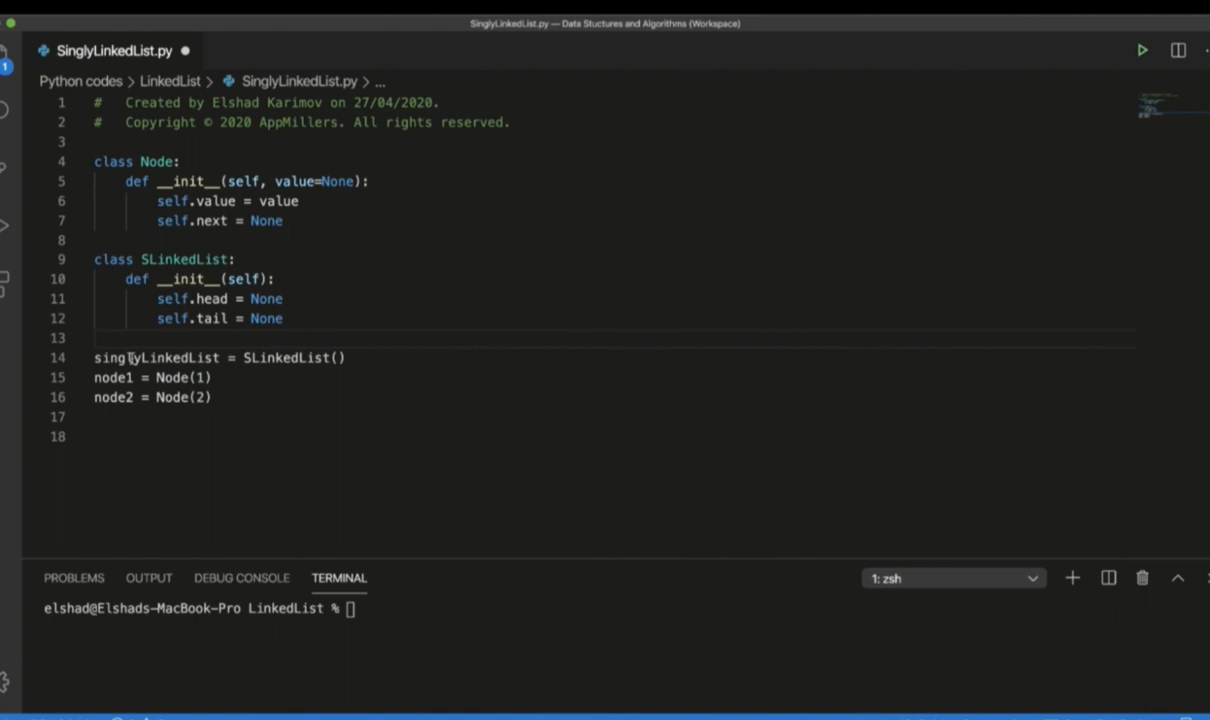 SinglyLinkedList.py — Data Stuctures and Algorithms (Workspace)
SinglyLinkedList.py
1
Python codes > LinkedList > SinglyLinkedList.py > ...
1 # Created by Elshad Karimov on 27/04/2020.
2 # Copyright © 2020 AppMillers. All rights reserved.
3
4 class Node:
5 def __init__(self, value=None):
6 self.value = value
7 self.next = None
8
9 class SLinkedList:
10 def __init__(self):
11 self.head = None
12 self.tail = None
13
14 singlyLinkedList = SLinkedList()
15 node1 = Node(1)
16 node2 = Node(2)
17
18
PROBLEMS OUTPUT DEBUG CONSOLE TERMINAL 1: zsh
elshad@Elshads-MacBook-Pro LinkedList %